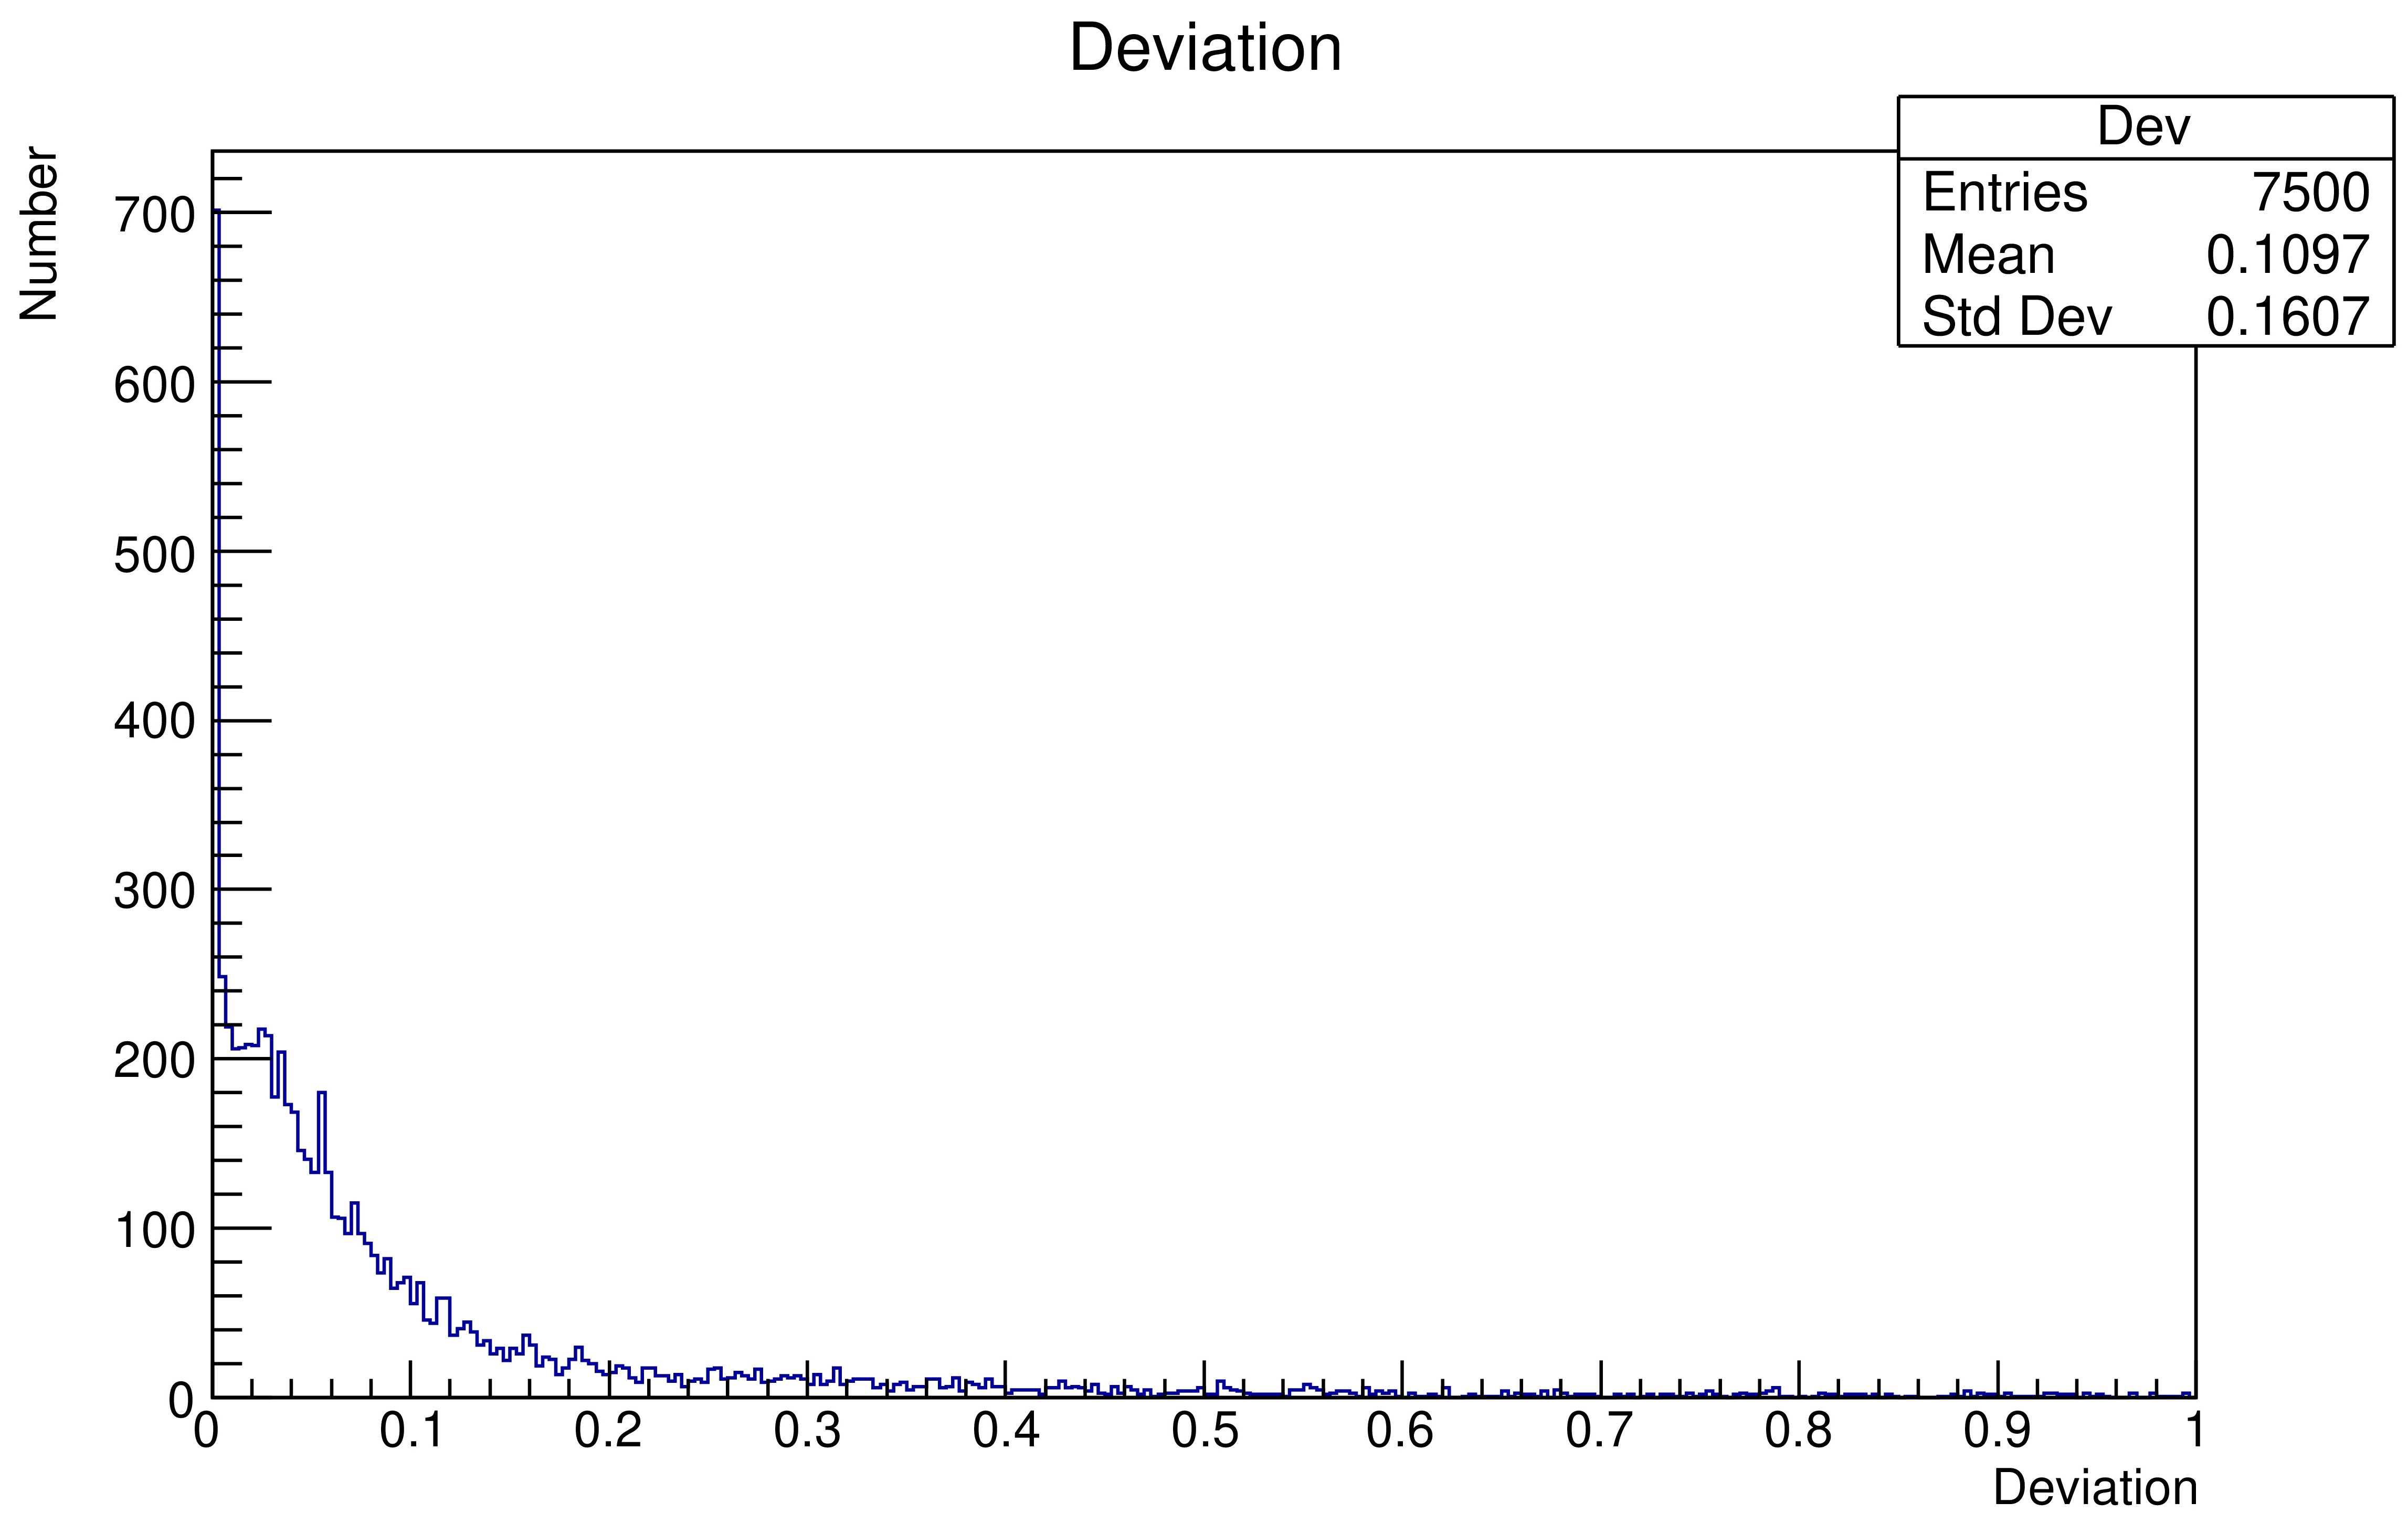 Deviation
Dev
Entries 7500
Mean 0.1097
Std Dev 0.1607
Number
700
600
500
400
300
200
100
0
0 0.1 0.2 0.3 0.4 0.5 0.6 0.7 0.8 0.9 1
Deviation